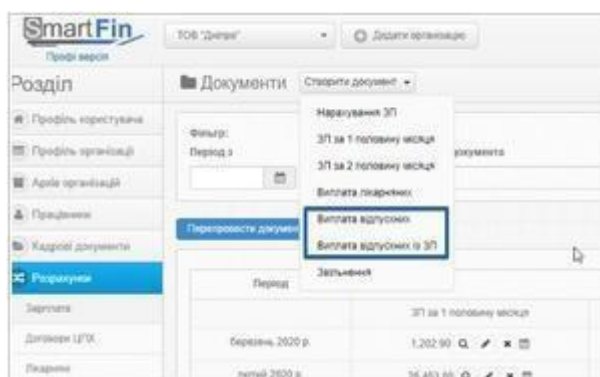 SmartFin
Профі версія
ТОВ "Дніпро"
Додати організацію
Розділ
Документи
Створити документ
Профіль користувача
Профіль організації
Архів організацій
Працівники
Кадрові документи
Розрахунки
Зарплата
Договори ЦПХ
Лікарняні
Нарахування ЗП
ЗП за 1 половину місяця
ЗП за 2 половину місяця
Виплата лікарняних
Виплата відпускних
Виплата відпускних із ЗП
Звільнення
Фільтр:
Період з
документа
Перепровести докумен
Період
ЗП за 1 половину місяця
березень 2020 р.
1,202.90
лютий 2020 р.